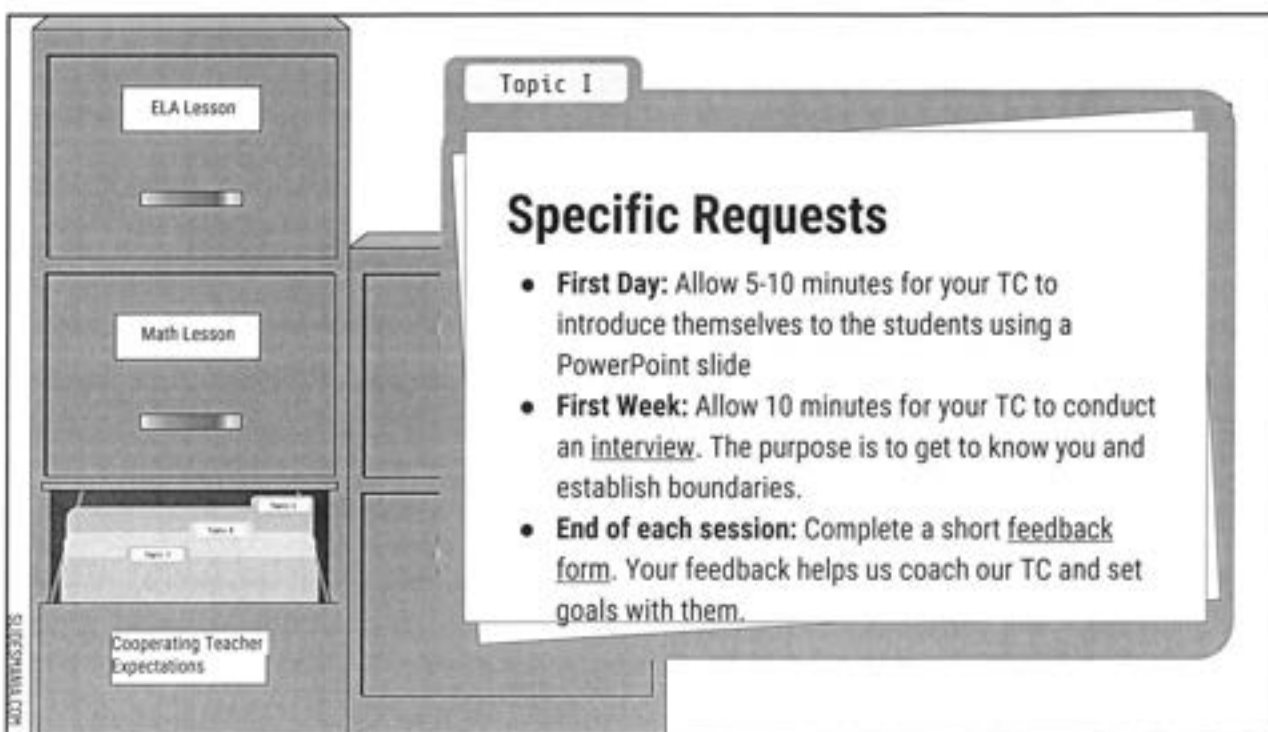 ELA Lesson
Math Lesson
Cooperating Teacher
Expectations
Topic I
Specific Requests
● First Day: Allow 5-10 minutes for your TC to
introduce themselves to the students using a
PowerPoint slide
● First Week: Allow 10 minutes for your TC to conduct
an interview. The purpose is to get to know you and
establish boundaries.
● End of each session: Complete a short feedback
form. Your feedback helps us coach our TC and set
goals with them.
SLIDESMANIA.COM